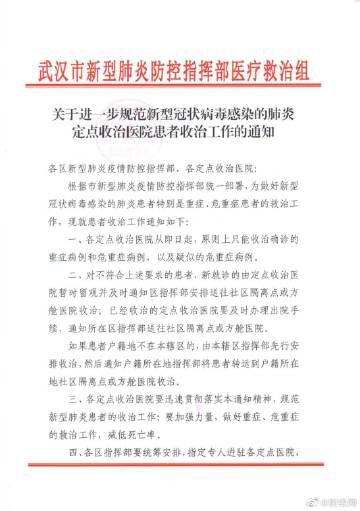 武汉市新型肺炎防控指挥部医疗救治组
关于进一步规范新型冠状病毒感染的肺炎
定点收治医院患者收治工作的通知
各区新型肺炎疫情防控指挥部、各定点收治医院：
根据市新型肺炎疫情防控指挥部统一部署，为做好新型
冠状病毒感染的肺炎患者特别是重症、危重症患者的救治工
作，现就患者收治工作通知如下：
一、各定点收治医院从即日起，原则上只能收治确诊的
重症病例和危重症病例、以及疑似的危重症病例。
二、对不符合上述要求的患者，新就诊的由定点收治医
院暂时留观并及时通知区指挥部安排送往社区隔离点或方
舱医院收治；已经收治的定点收治医院要及时办理出院手
续，通知所在区指挥部送往社区隔离点或方舱医院。
如果患者户籍地不在本辖区的，由本辖区指挥部先行安
排收治，然后通知户籍所在地指挥部将患者转运到户籍所在
地社区隔离点或方舱医院收治。
三、各定点收治医院要迅速贯彻落实本通知精神，规范
新型肺炎患者的收治工作；要加强力量，做好重症、危重症
的救治工作，减低死亡率。
四、各区指挥部要统筹安排，指定专人进驻各定点医院，
@财经网